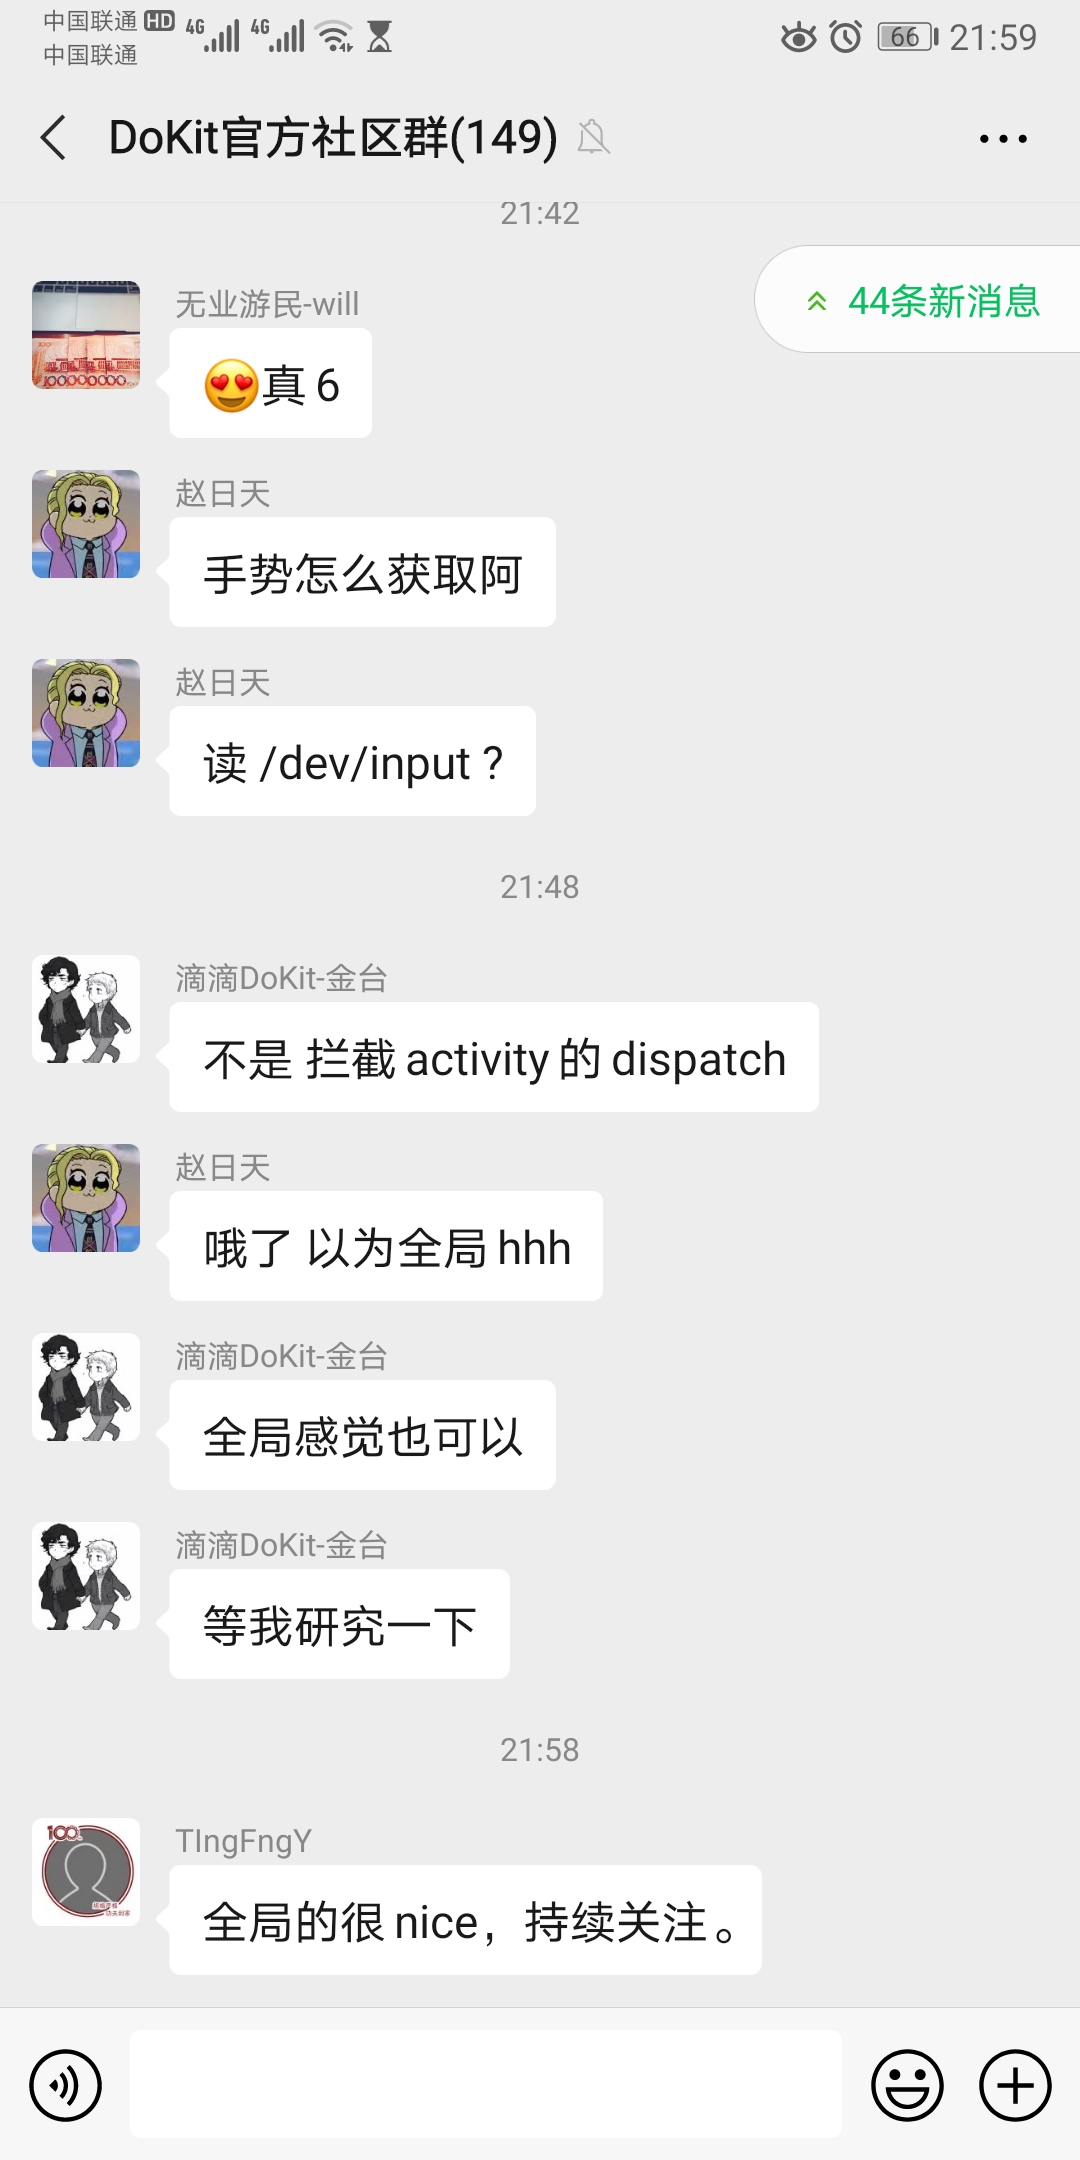 中国联通 HD 4G 4G 66 21:59
中国联通
DoKit官方社区群(149)
21:42
44条新消息
无业游民-will
真6
赵日天
手势怎么获取阿
赵日天
读 /dev/input ?
21:48
滴滴DoKit-金台
不是 拦截 activity 的 dispatch
赵日天
哦了 以为全局 hhh
滴滴DoKit-金台
全局感觉也可以
滴滴DoKit-金台
等我研究一下
21:58
TIngFngY
全局的很 nice，持续关注。